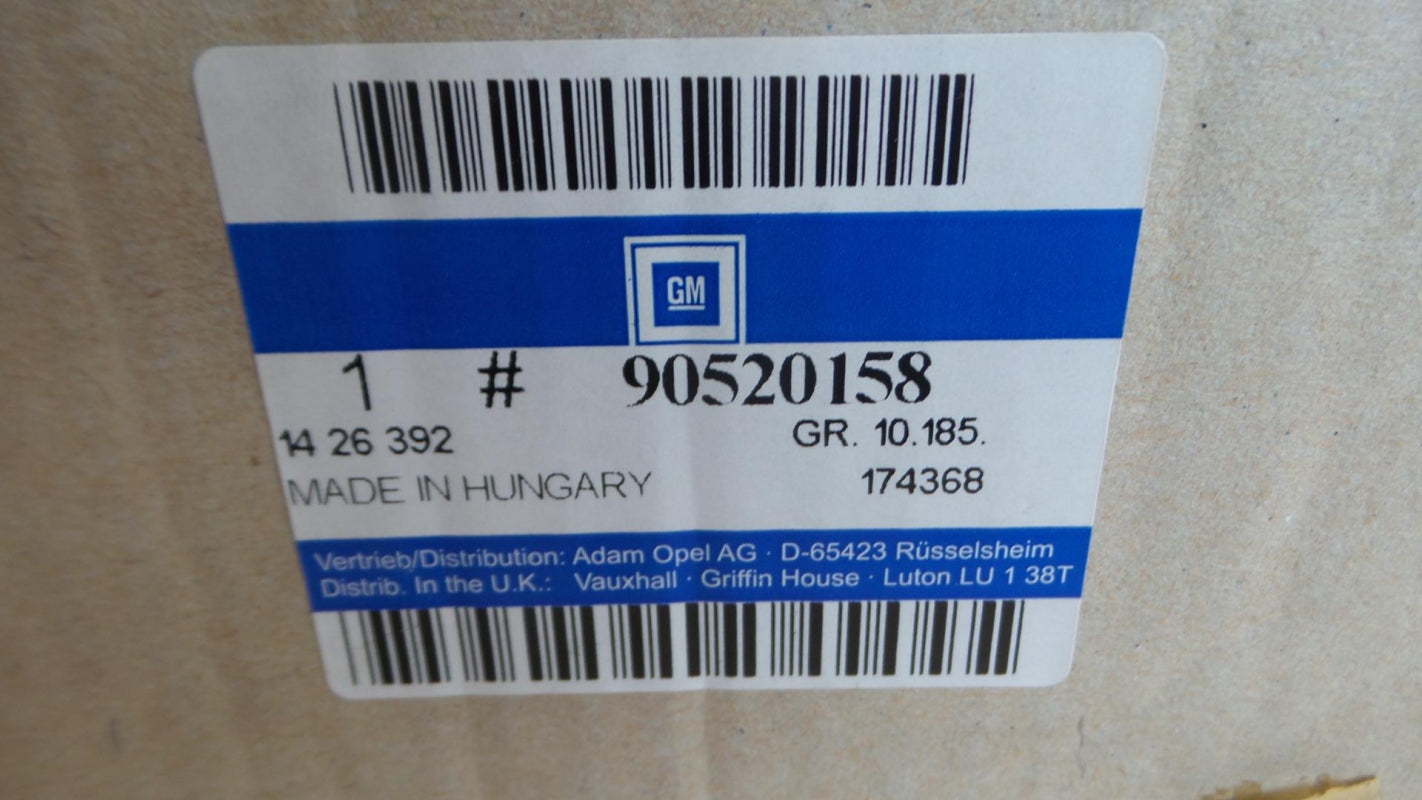 GM
1 # 90520158
14 26 392 GR. 10.185.
MADE IN HUNGARY 174368
Vertrieb/Distribution: Adam Opel AG · D-65423 Rüsselsheim
Distrib. In the U.K.: Vauxhall · Griffin House · Luton LU 1 38T